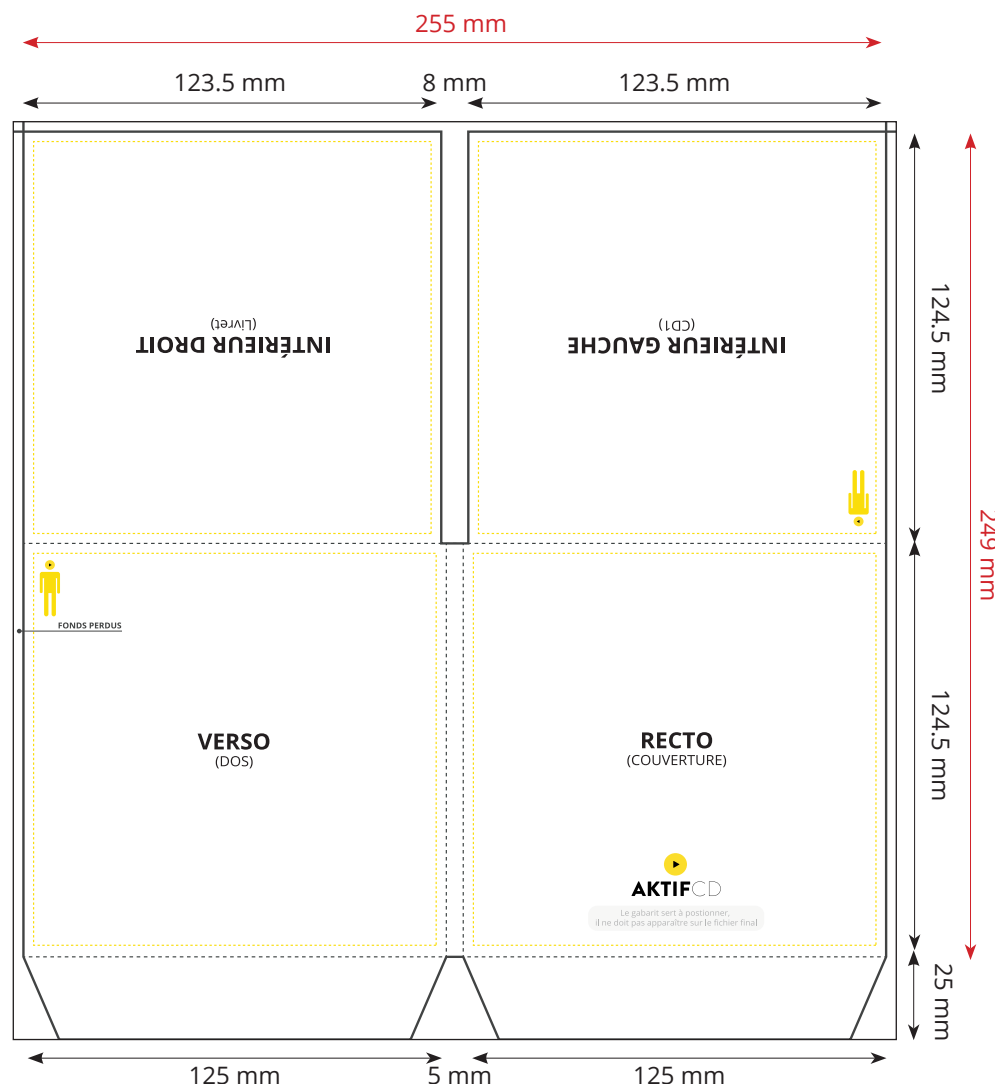 255 mm
123.5 mm
8 mm
123.5 mm
INTÉRIEUR DROIT
(Livret)
INTÉRIEUR GAUCHE
(CD1)
124.5 mm
249 mm
FONDS PERDUS
VERSO
(DOS)
RECTO
(COUVERTURE)
124.5 mm
AKTIFCD
Le gabarit sert à postionner,
il ne doit pas apparaître sur le fichier final
25 mm
125 mm
5 mm
125 mm